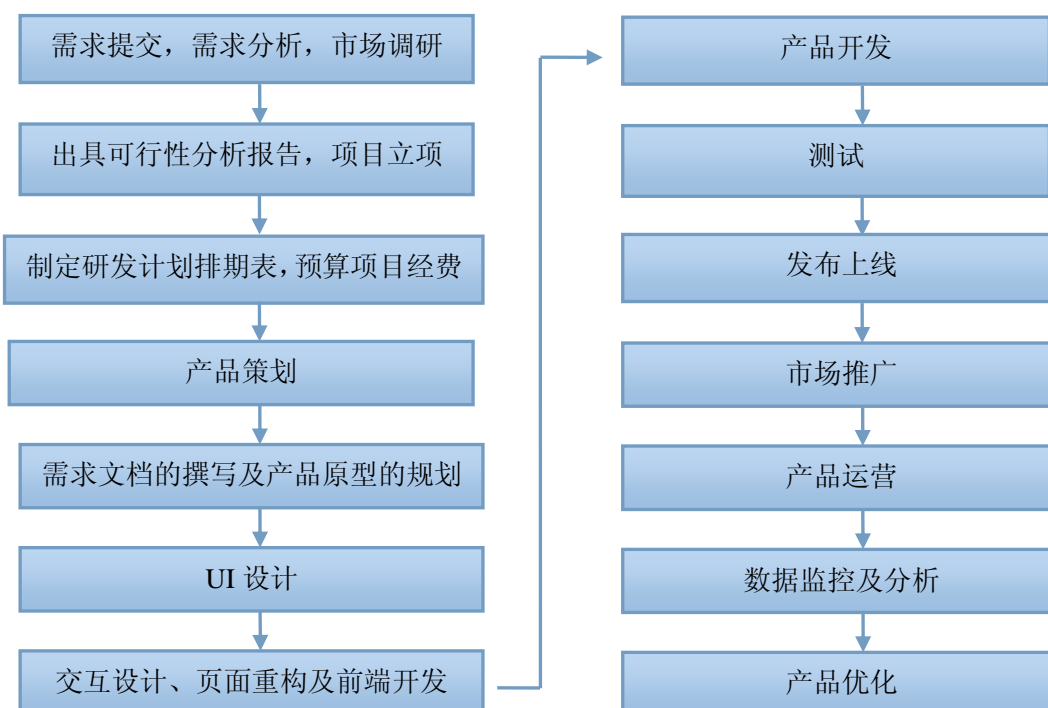 需求提交，需求分析，市场调研
出具可行性分析报告，项目立项
制定研发计划排期表，预算项目经费
产品策划
需求文档的撰写及产品原型的规划
UI 设计
交互设计、页面重构及前端开发
产品开发
测试
发布上线
市场推广
产品运营
数据监控及分析
产品优化